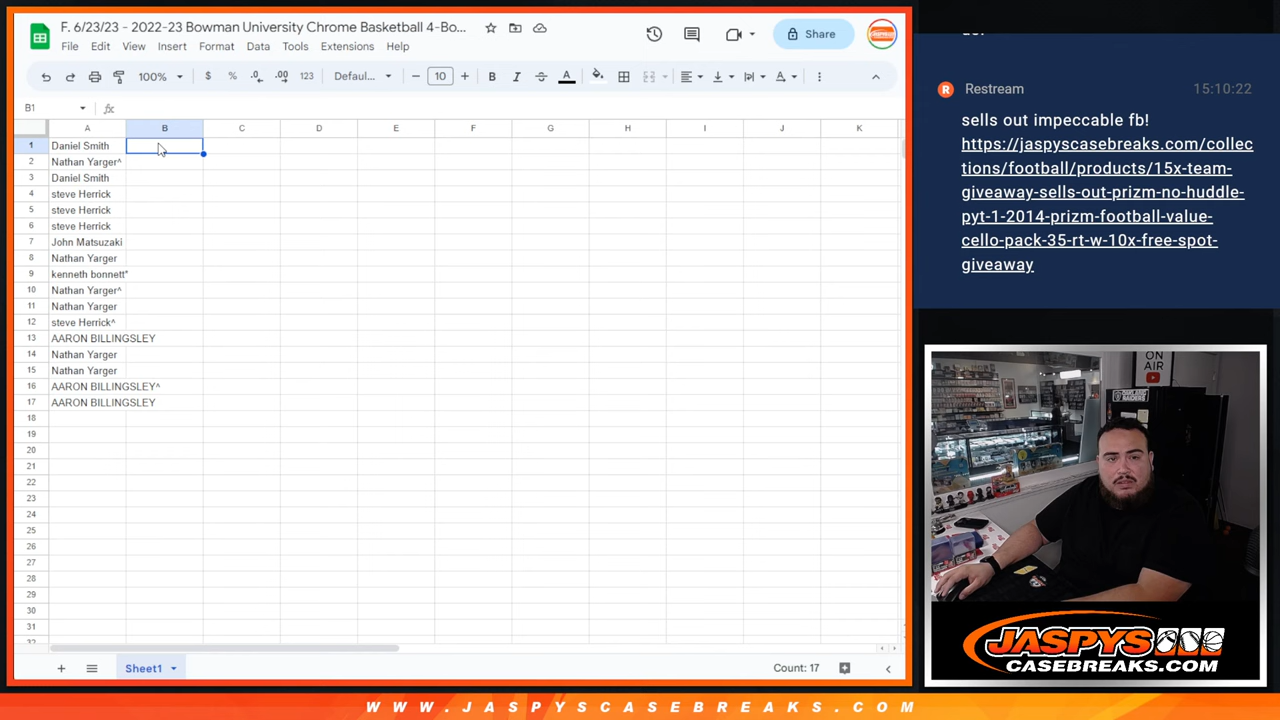 F. 6/23/23 - 2022-23 Bowman University Chrome Basketball 4-Bo...
File Edit View Insert Format Data Tools Extensions Help
Share
100% $ % .0 .00 123 Defaul... 10 B I A
B1 fx
A B C D E F G H I J K
1 Daniel Smith
2 Nathan Yarger^
3 Daniel Smith
4 steve Herrick
5 steve Herrick
6 steve Herrick
7 John Matsuzaki
8 Nathan Yarger
9 kenneth bonnett*
10 Nathan Yarger^
11 Nathan Yarger
12 steve Herrick^
13 AARON BILLINGSLEY
14 Nathan Yarger
15 Nathan Yarger
16 AARON BILLINGSLEY^
17 AARON BILLINGSLEY
18
19
20
21
22
23
24
25
26
27
28
29
30
31
Sheet1
Count: 17
R Restream 15:10:22
sells out impeccable fb!
https://jaspyscasebreaks.com/collec
tions/football/products/15x-team-
giveaway-sells-out-prizm-no-huddle-
pyt-1-2014-prizm-football-value-
cello-pack-35-rt-w-10x-free-spot-
giveaway
ON
AIR
JASPYS
CASEBREAKS.COM
WWW.JASPYSCASEBREAKS.COM